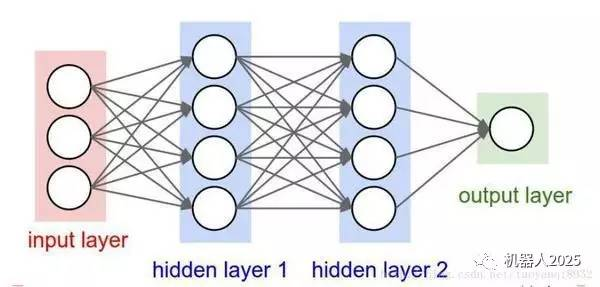 input layer
hidden layer 1
hidden layer 2
output layer
机器人2025